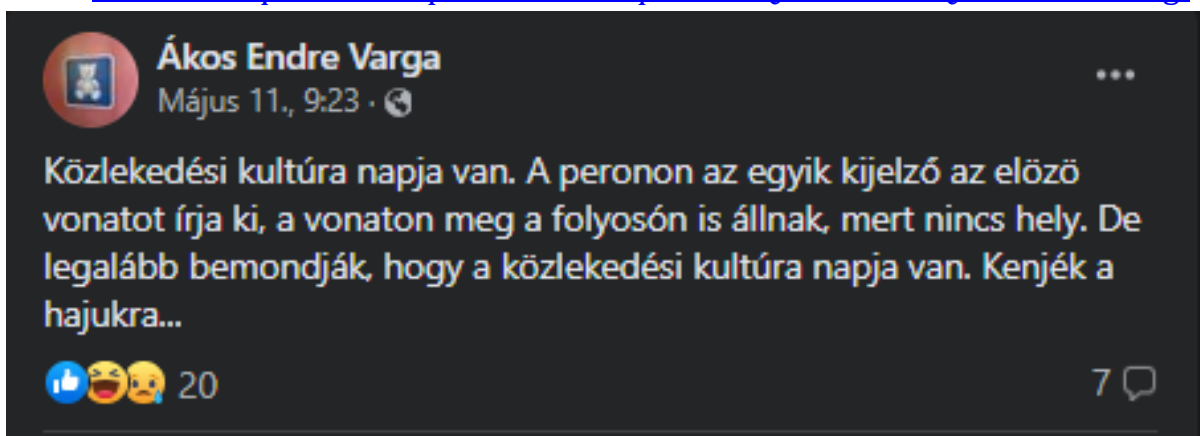 Ákos Endre Varga
Május 11., 9:23 ·
Közlekedési kultúra napja van. A peronon az egyik kijelző az elözö
vonatot írja ki, a vonaton meg a folyosón is állnak, mert nincs hely. De
legalább bemondják, hogy a közlekedési kultúra napja van. Kenjék a
hajukra...
20
7